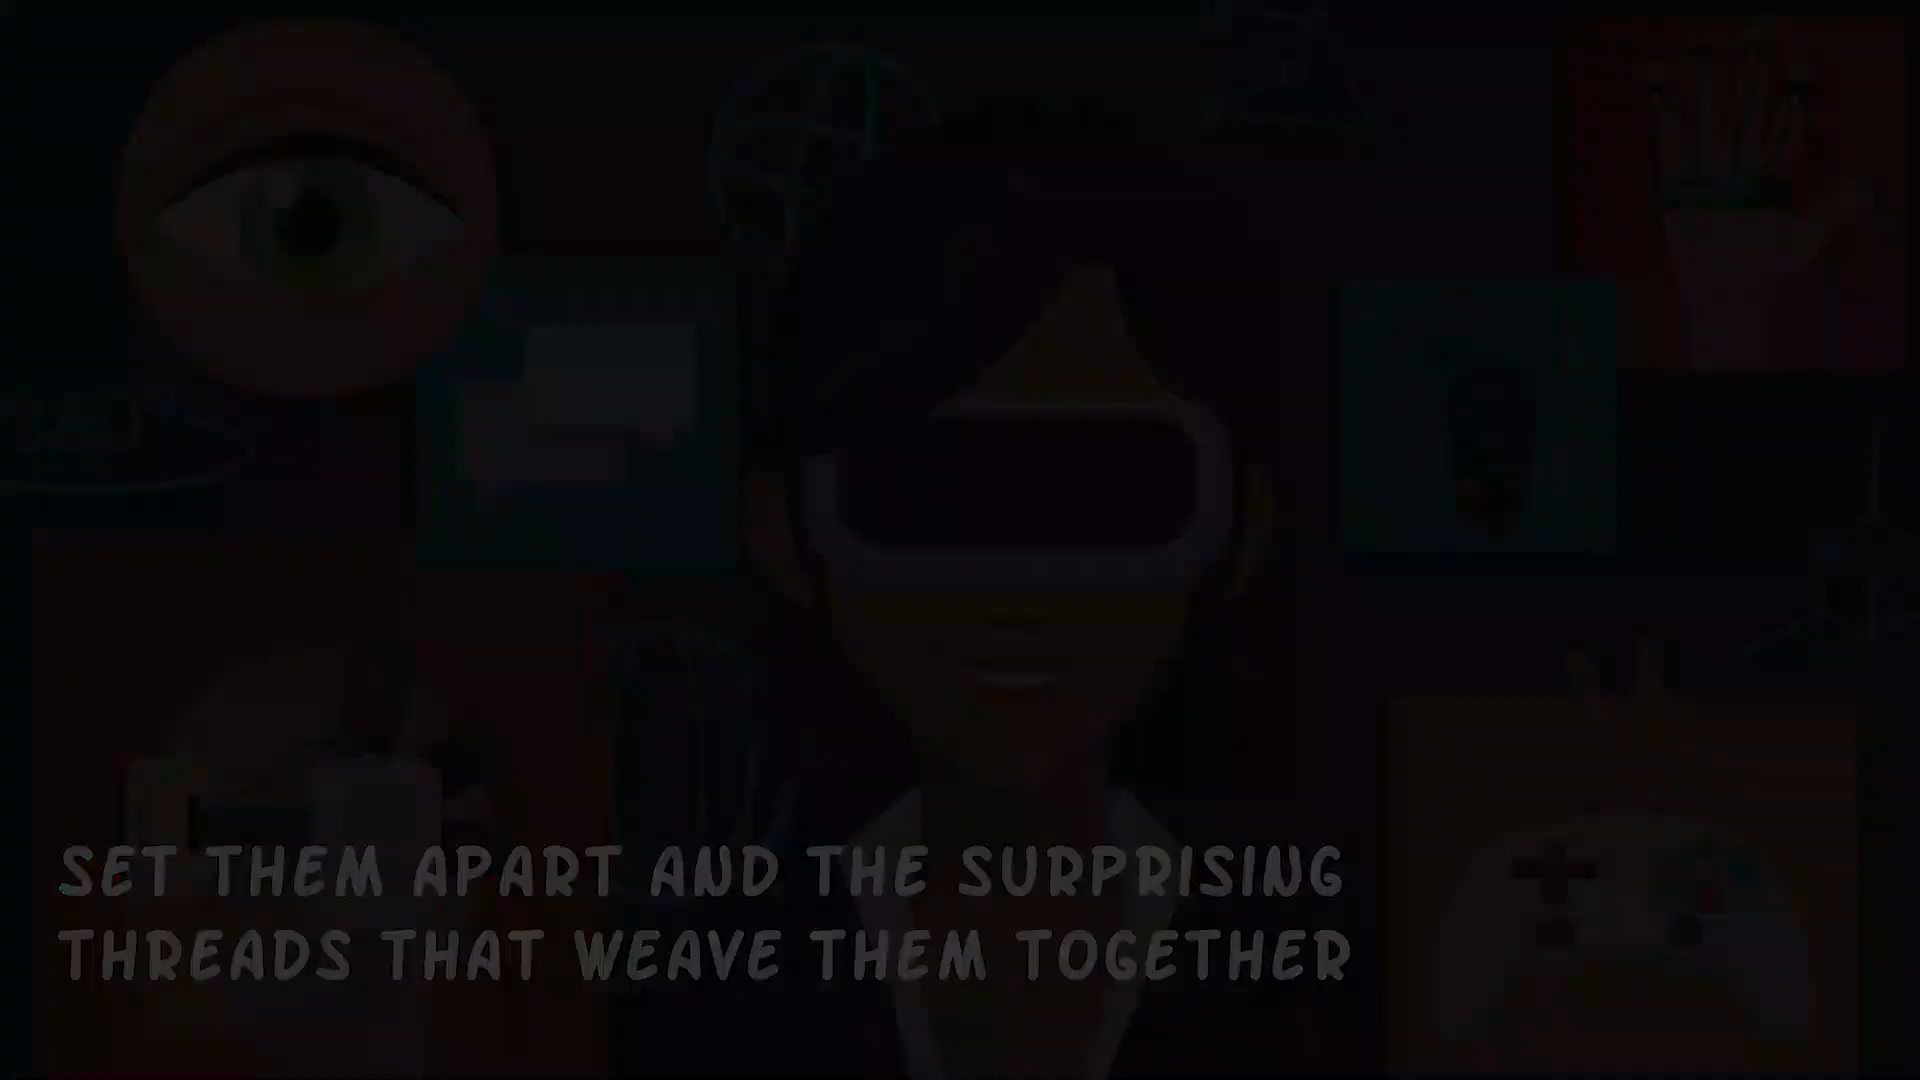 SET THEM APART AND THE SURPRISING
THREADS THAT WEAVE THEM TOGETHER